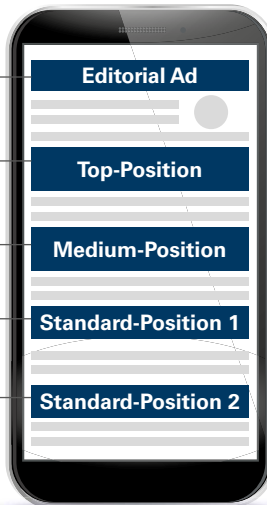 Editorial Ad
Top-Position
Medium-Position
Standard-Position 1
Standard-Position 2